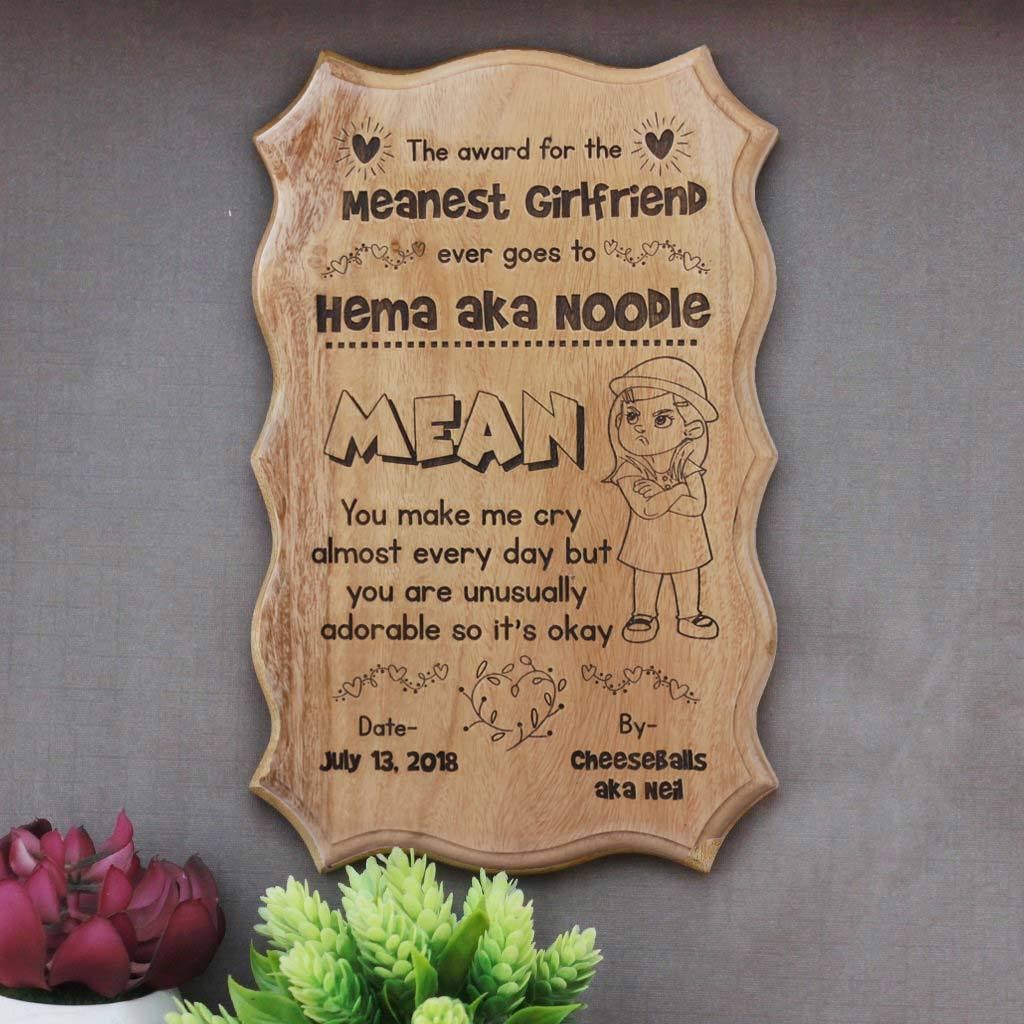 The award for the
Meanest Girlfriend
ever goes to
Hema aka Noodle
MEAN
You make me cry
almost every day but
you are unusually
adorable so it's okay
Date-
July 13, 2018
By-
CheeseBalls
aka Neil